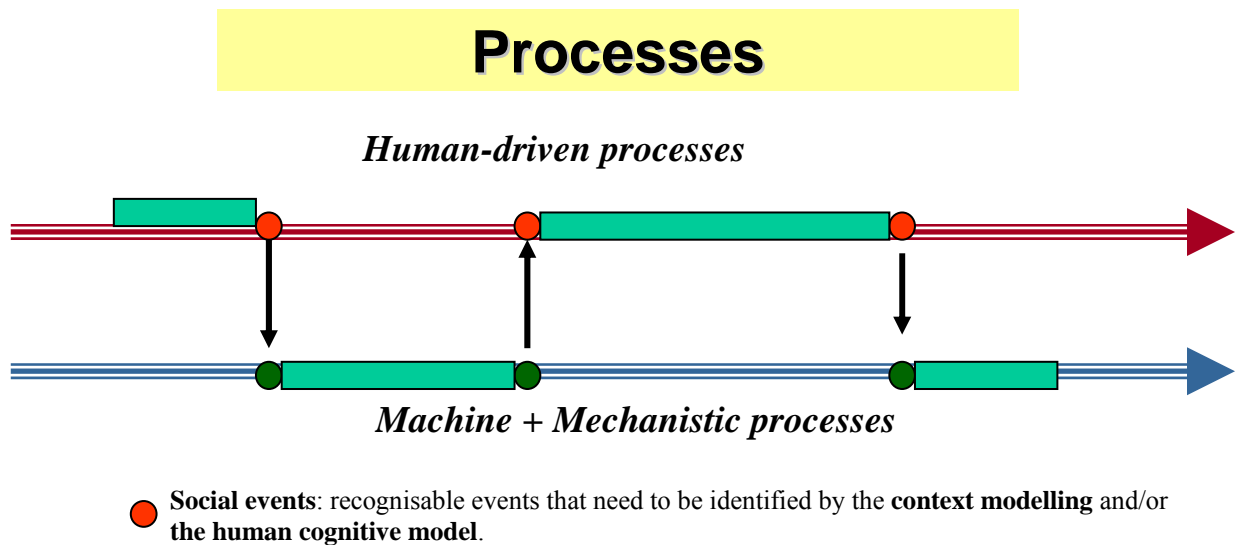 Processes
Human-driven processes
Machine + Mechanistic processes
Social events: recognisable events that need to be identified by the context modelling and/or
the human cognitive model.